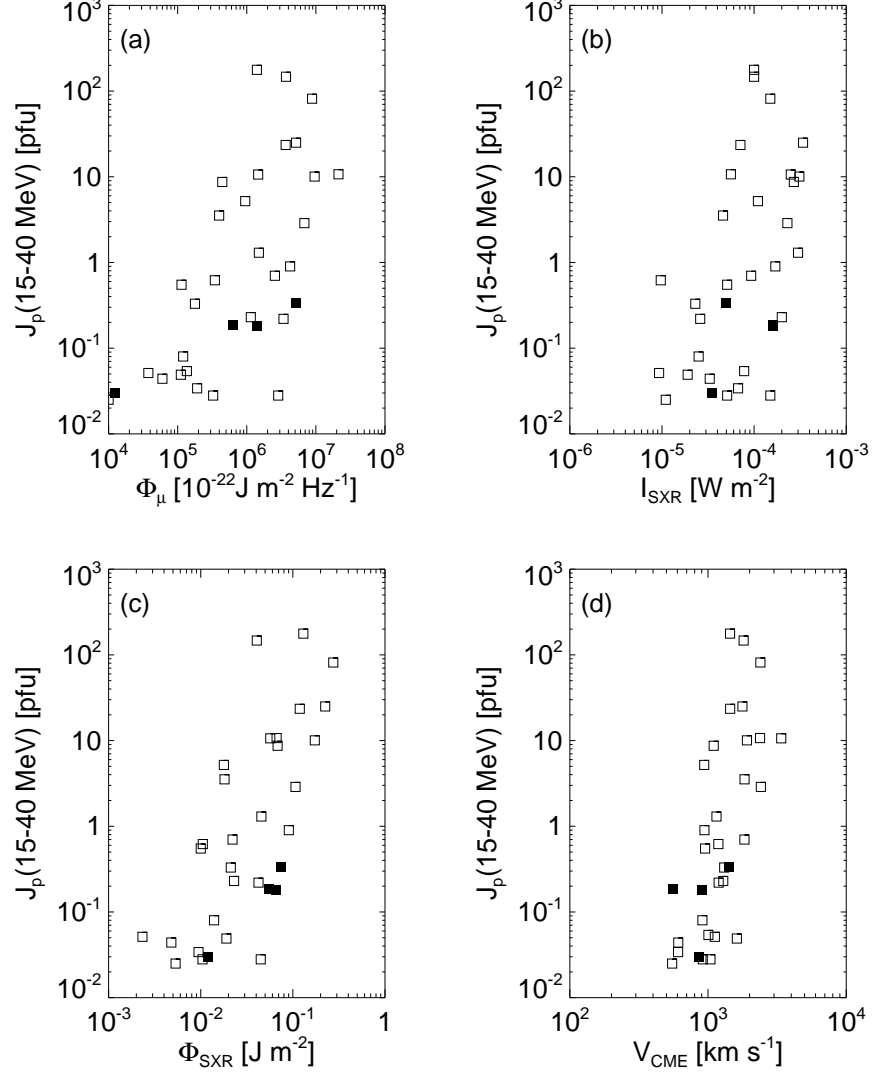 (a)
J_p(15-40 MeV) [pfu]
10^3
10^2
10
1
10^-1
10^-2
10^4 10^5 10^6 10^7 10^8
Φ_μ [10^-22 J m^-2 Hz^-1]
(b)
J_p(15-40 MeV) [pfu]
10^3
10^2
10
1
10^-1
10^-2
10^-6 10^-5 10^-4 10^-3
I_SXR [W m^-2]
(c)
J_p(15-40 MeV) [pfu]
10^3
10^2
10
1
10^-1
10^-2
10^-3 10^-2 10^-1 1
Φ_SXR [J m^-2]
(d)
J_p(15-40 MeV) [pfu]
10^3
10^2
10
1
10^-1
10^-2
10^2 10^3 10^4
V_CME [km s^-1]